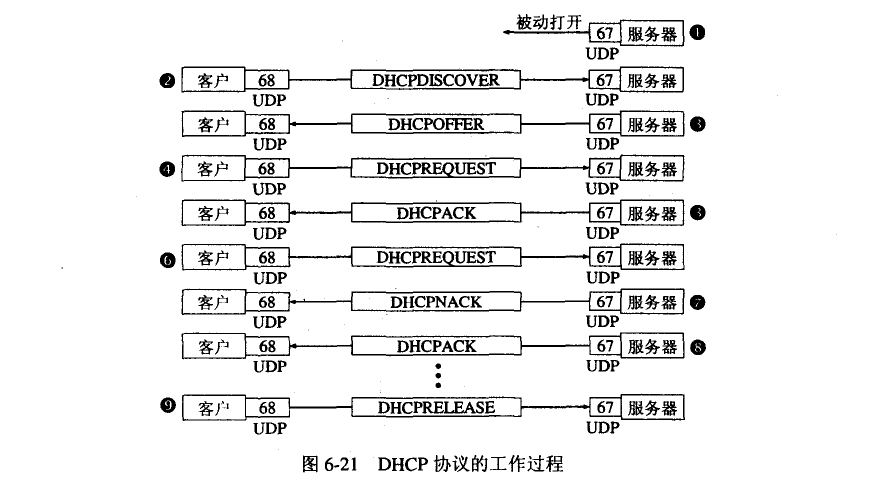 被动打开
67 服务器 ❶
UDP
❷ 客户 68 DHCPDISCOVER 67 服务器
UDP UDP
客户 68 DHCPOFFER 67 服务器 ❸
UDP UDP
❹ 客户 68 DHCPREQUEST 67 服务器
UDP UDP
客户 68 DHCPACK 67 服务器 ❺
UDP UDP
❻ 客户 68 DHCPREQUEST 67 服务器
UDP UDP
客户 68 DHCPNACK 67 服务器 ❼
UDP UDP
客户 68 DHCPACK 67 服务器 ❽
UDP UDP
❾ 客户 68 DHCPRELEASE 67 服务器
UDP UDP
图 6-21 DHCP 协议的工作过程